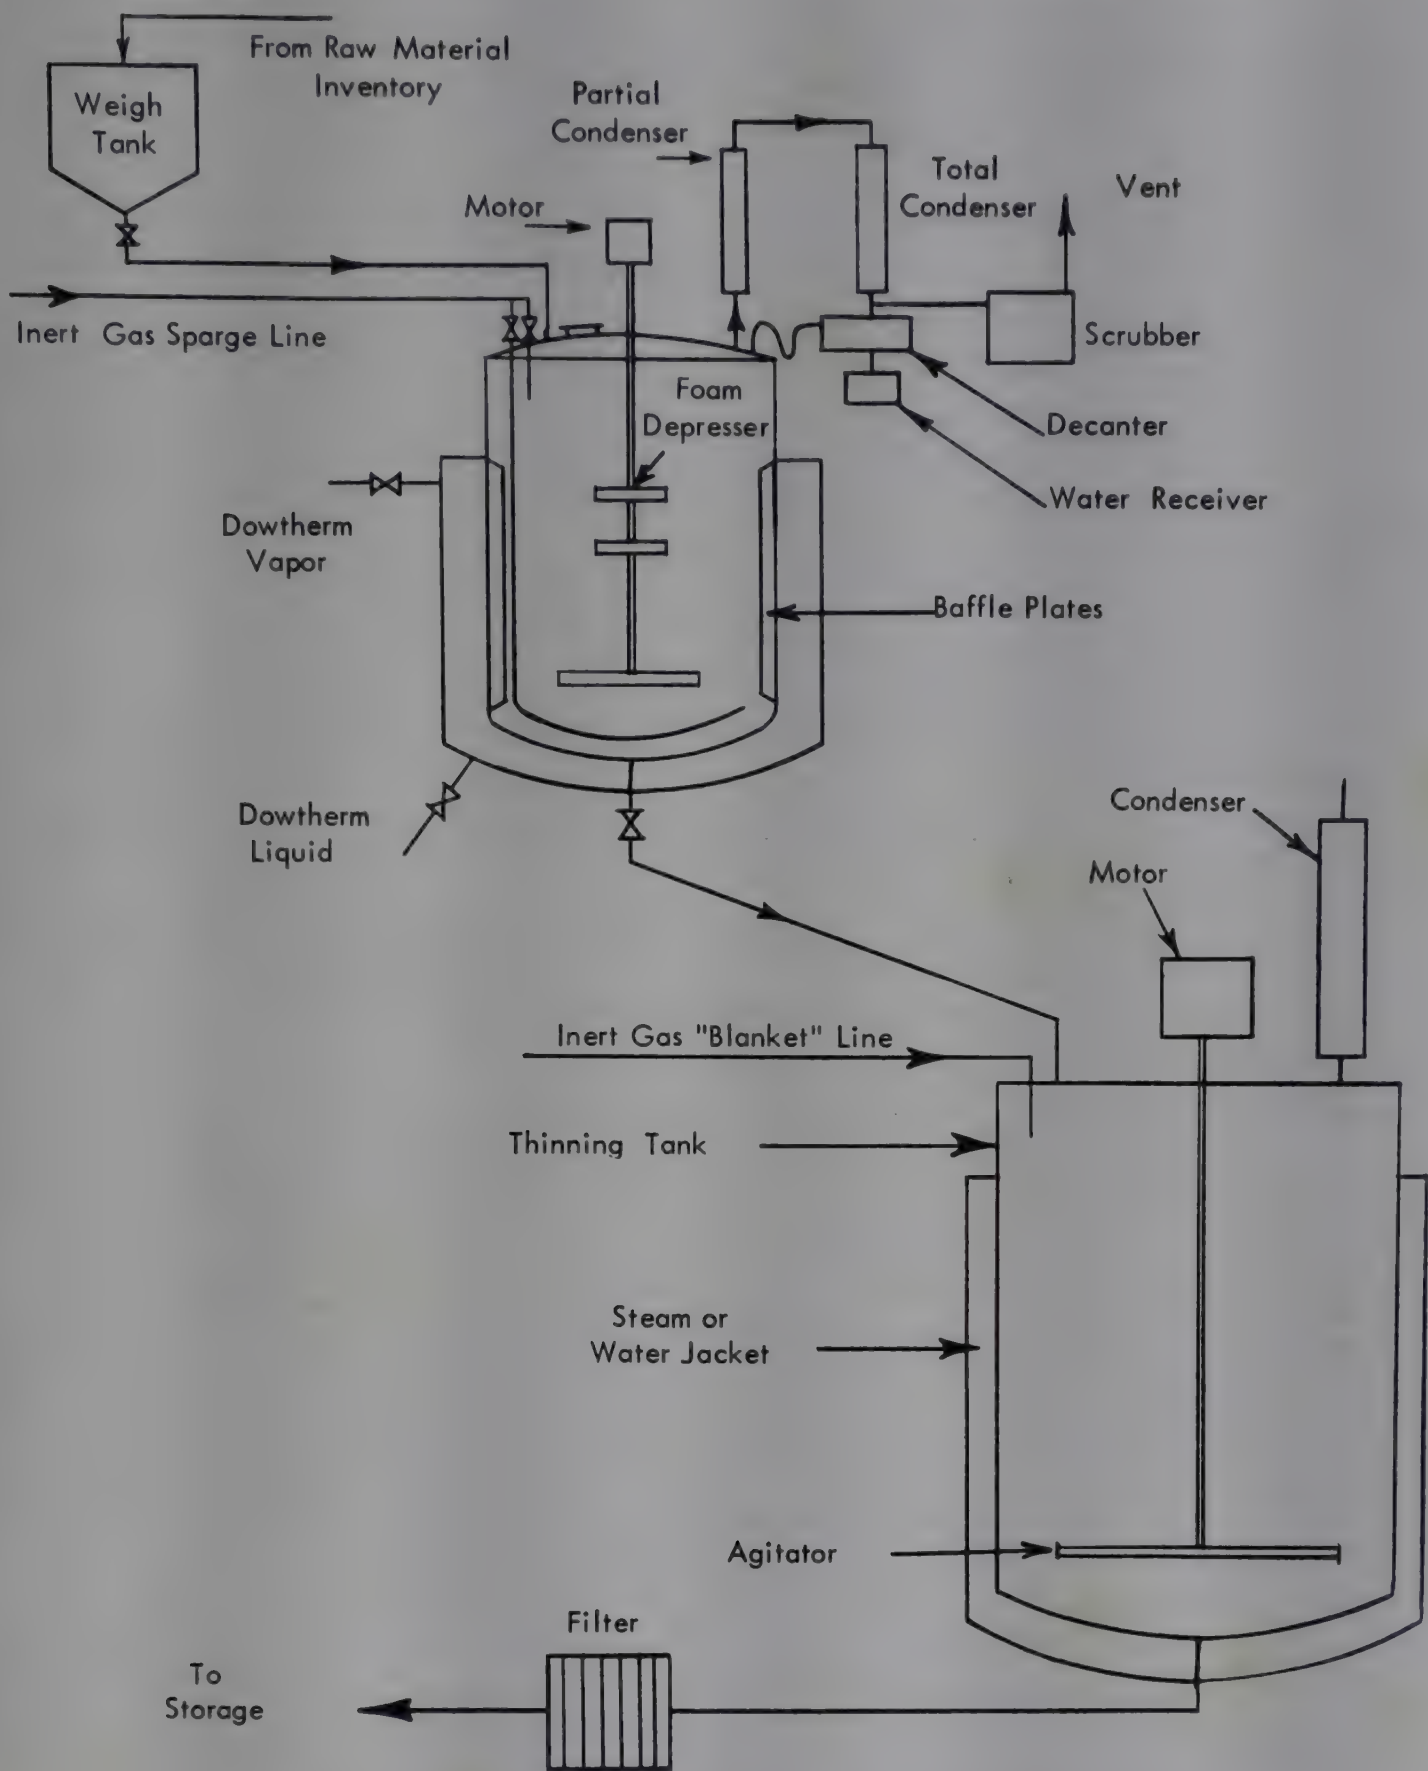 From Raw Material
Inventory
Weigh
Tank
Partial
Condenser
Total
Condenser
Vent
Motor
Inert Gas Sparge Line
Scrubber
Foam
Depresser
Decanter
Water Receiver
Dowtherm
Vapor
Baffle Plates
Dowtherm
Liquid
Condenser
Motor
Inert Gas "Blanket" Line
Thinning Tank
Steam or
Water Jacket
Agitator
Filter
To
Storage